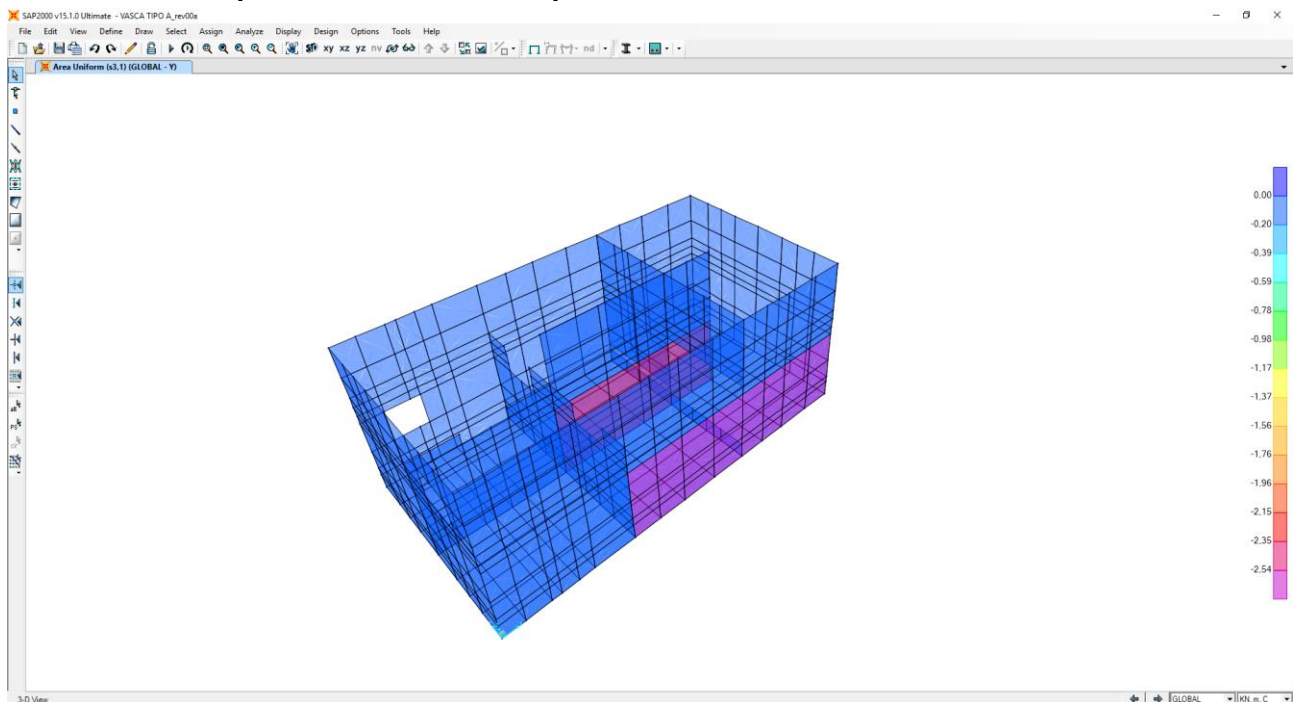 SAP2000 v15.1.0 Ultimate - VASCA TIPO A_rev00a
File Edit View Define Draw Select Assign Analyze Display Design Options Tools Help
xy xz yz nv nd
Area Uniform (s3,1) (GLOBAL - Y)
0.00
-0.20
-0.39
-0.59
-0.78
-0.98
-1.17
-1.37
-1.56
-1.76
-1.96
-2.15
-2.35
-2.54
3-D View
GLOBAL
KN, m, C